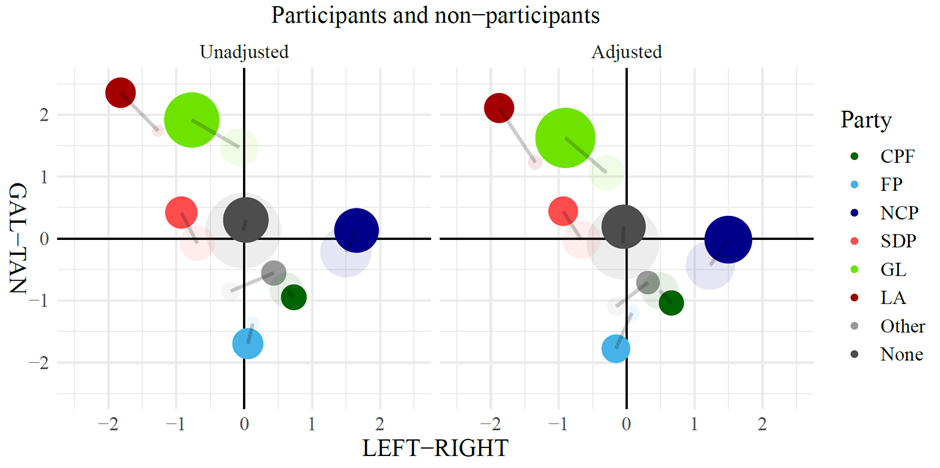 Participants and non−participants
Unadjusted
Adjusted
2
1
0
−1
−2
GAL−TAN
−2
−1
0
1
2
−2
−1
0
1
2
LEFT−RIGHT
Party
CPF
FP
NCP
SDP
GL
LA
Other
None